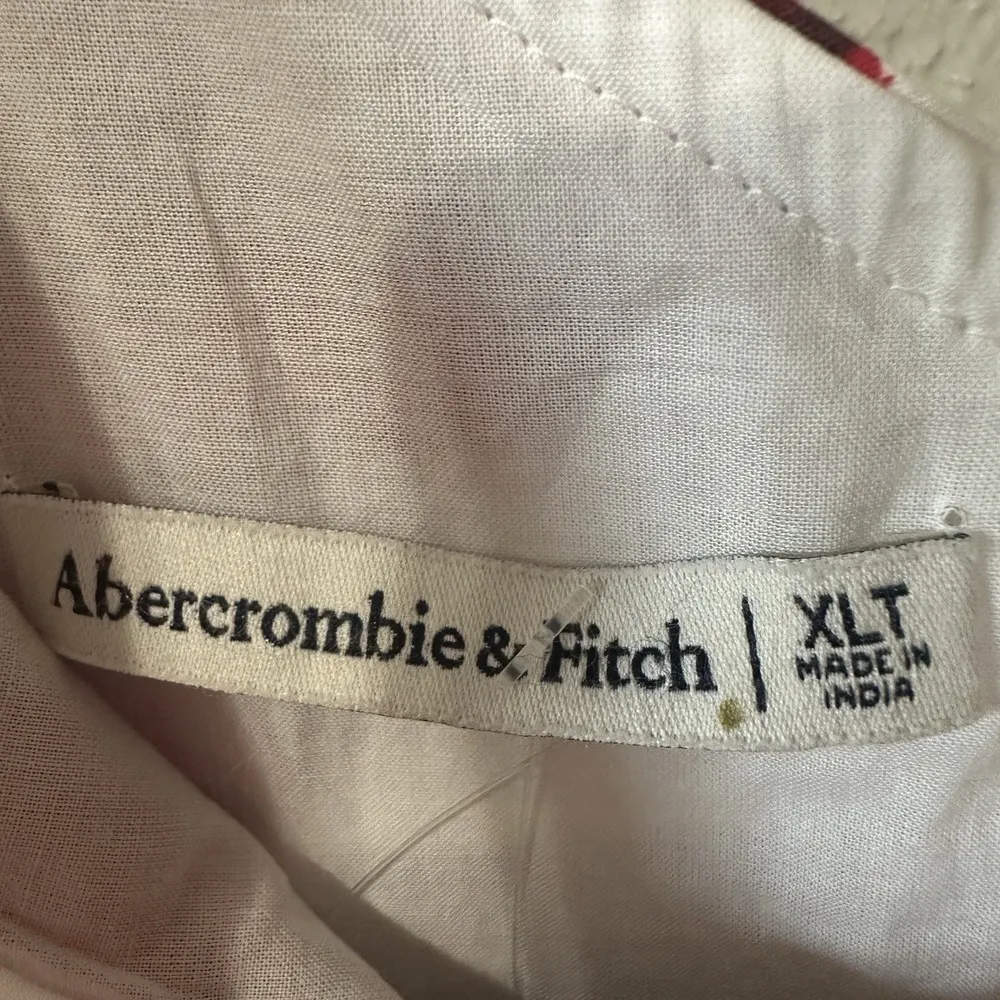 Abercrombie & Fitch | XLT
MADE IN
INDIA